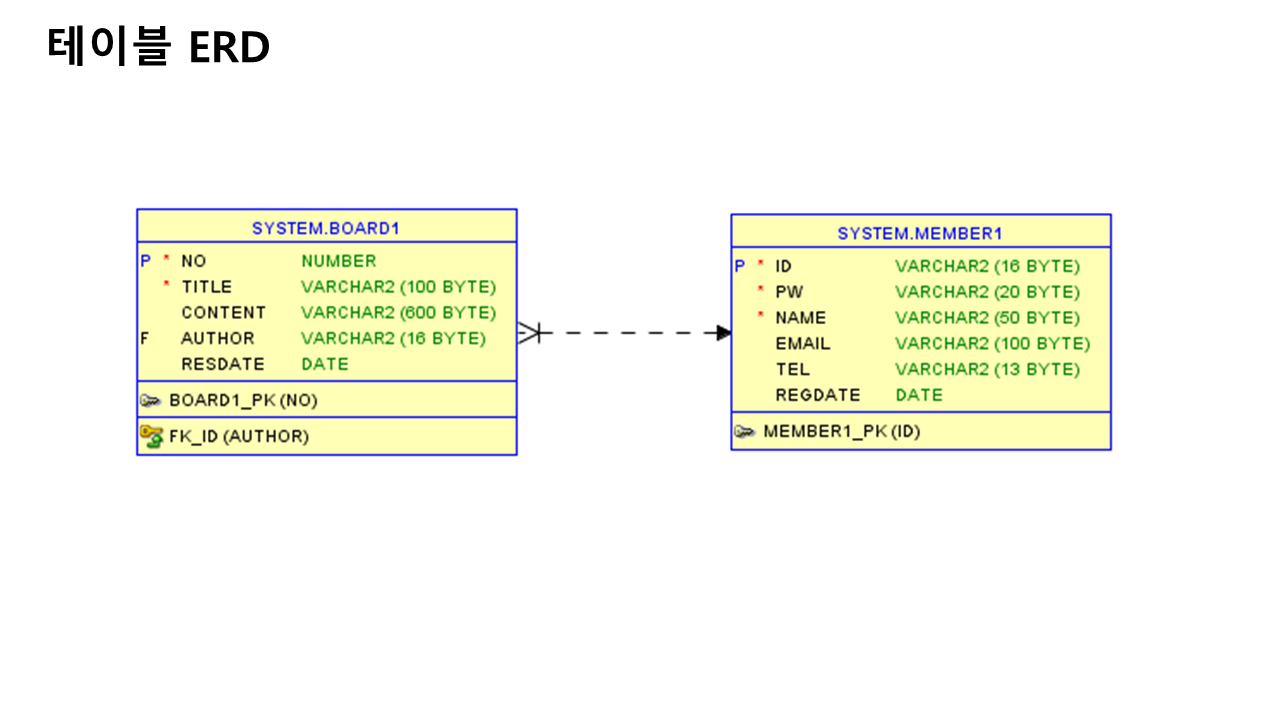 테이블 ERD
SYSTEM.BOARD1
P * NO NUMBER
* TITLE VARCHAR2 (100 BYTE)
CONTENT VARCHAR2 (600 BYTE)
F AUTHOR VARCHAR2 (16 BYTE)
RESDATE DATE
BOARD1_PK (NO)
FK_ID (AUTHOR)
SYSTEM.MEMBER1
P * ID VARCHAR2 (16 BYTE)
* PW VARCHAR2 (20 BYTE)
* NAME VARCHAR2 (50 BYTE)
EMAIL VARCHAR2 (100 BYTE)
TEL VARCHAR2 (13 BYTE)
REGDATE DATE
MEMBER1_PK (ID)